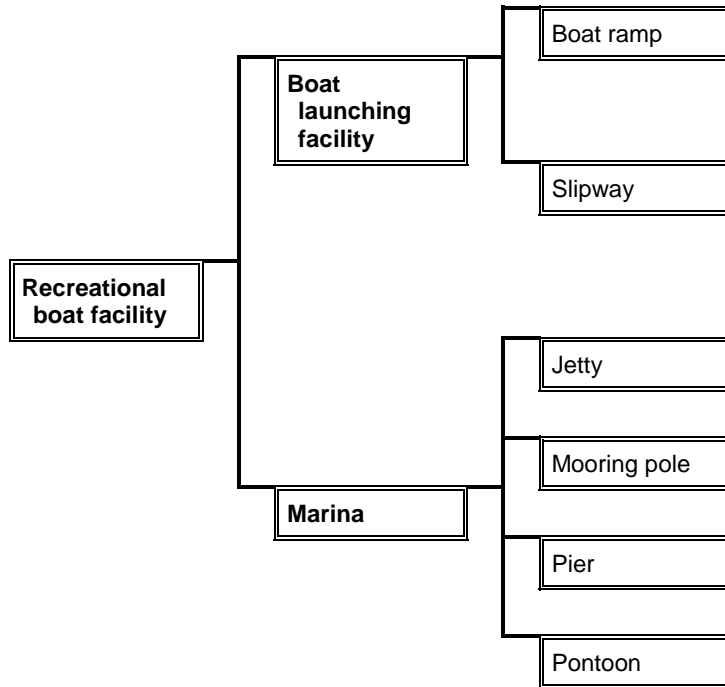 Boat ramp
Boat
launching
facility
Slipway
Recreational
boat facility
Jetty
Mooring pole
Marina
Pier
Pontoon